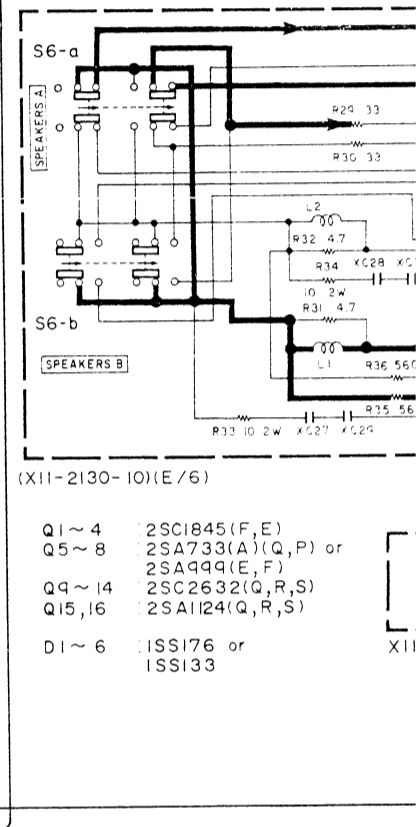 S6-a
SPEAKERS A
R29 33
R30 33
L2
R32 4.7
R34
XC28
10 2W
R31 4.7
S6-b
L1
SPEAKERS B
R36 560
R35 56
R33 10 2W XC27 XC29
(X11-2130-10)(E/6)
Q1~4 : 2SC1845(F,E)
Q5~8 : 2SA733(A)(Q,P) or
2SA999(E,F)
Q9~14 : 2SC2632(Q,R,S)
Q15,16 : 2SA1124(Q,R,S)
D1~6 : 1SS176 or
1SS133
X11